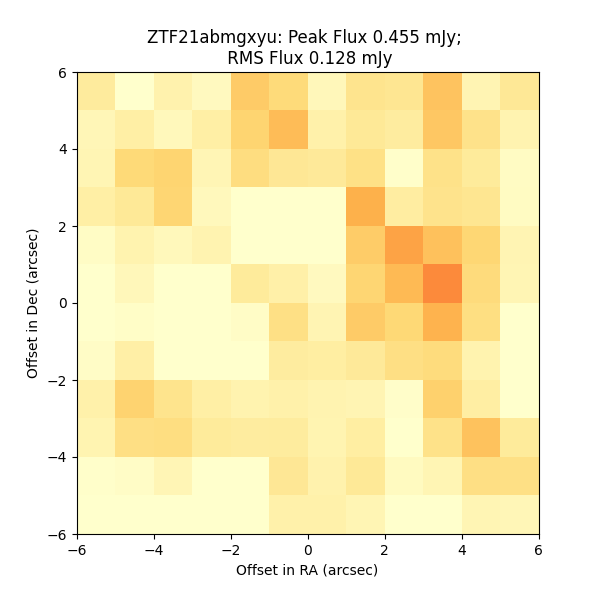 ZTF21abmgxyu: Peak Flux 0.455 mJy;
RMS Flux 0.128 mJy
6
4
2
0
−2
−4
−6
Offset in Dec (arcsec)
−6 −4 −2 0 2 4 6
Offset in RA (arcsec)